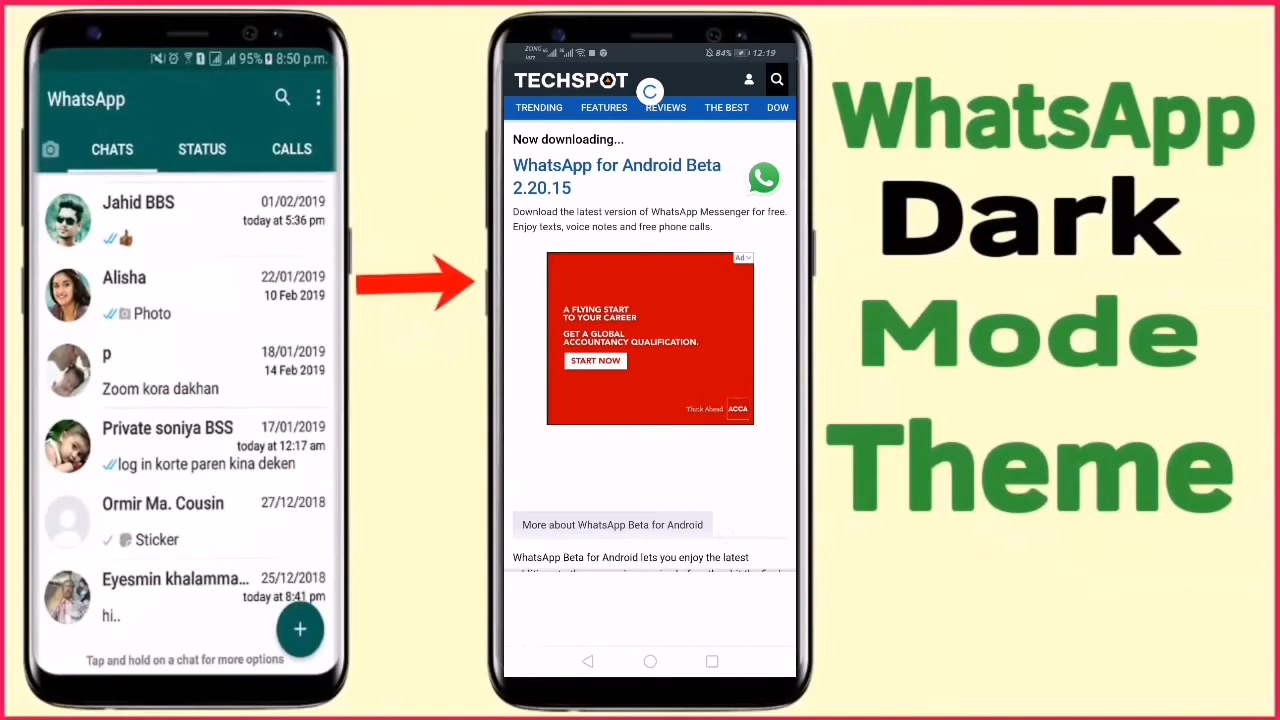 95% 8:50 p.m.
WhatsApp
CHATS STATUS CALLS
Jahid BBS 01/02/2019
today at 5:36 pm
Alisha 22/01/2019
10 Feb 2019
Photo
p 18/01/2019
14 Feb 2019
Zoom kora dakhan
Private soniya BSS 17/01/2019
today at 12:17 am
log in korte paren kina deken
Ormir Ma. Cousin 27/12/2018
Sticker
Eyesmin khalamma... 25/12/2018
today at 8:41 pm
hi..
Tap and hold on a chat for more options
ZONG 84% 12:19
TECHSPOT
TRENDING FEATURES REVIEWS THE BEST DOW
Now downloading...
WhatsApp for Android Beta
2.20.15
Download the latest version of WhatsApp Messenger for free.
Enjoy texts, voice notes and free phone calls.
Ad
A FLYING START
TO YOUR CAREER
GET A GLOBAL
ACCOUNTANCY QUALIFICATION.
START NOW
Think Ahead ACCA
More about WhatsApp Beta for Android
WhatsApp Beta for Android lets you enjoy the latest
WhatsApp
Dark
Mode
Theme